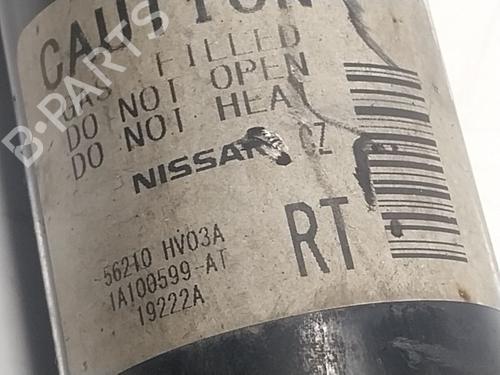 CAUTION
GAS FILLED
DO NOT OPEN
DO NOT HEAT
NISSAN CZ
RT
56210 HV03A
1A100599-AT
19222A
B-PARTS